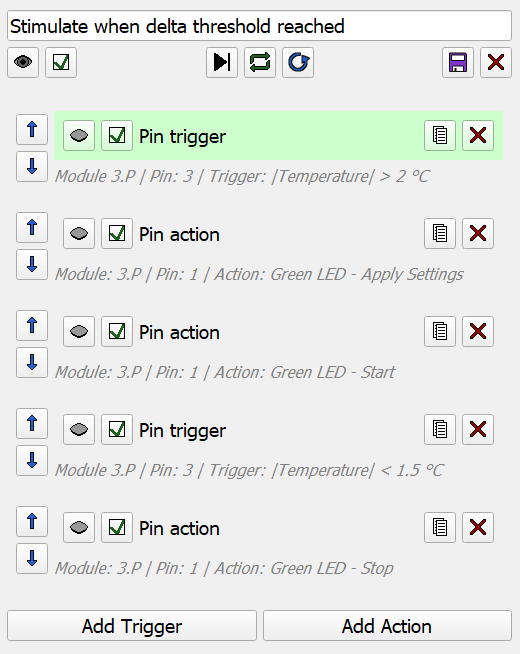 Stimulate when delta threshold reached
Pin trigger
Module 3.P | Pin: 3 | Trigger: |Temperature| > 2 °C
Pin action
Module: 3.P | Pin: 1 | Action: Green LED - Apply Settings
Pin action
Module: 3.P | Pin: 1 | Action: Green LED - Start
Pin trigger
Module 3.P | Pin: 3 | Trigger: |Temperature| < 1.5 °C
Pin action
Module: 3.P | Pin: 1 | Action: Green LED - Stop
Add Trigger
Add Action